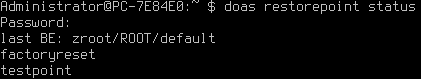 Administrator@PC-7E84E0:~ $ doas restorepoint status
Password:
last BE: zroot/ROOT/default
factoryreset
testpoint